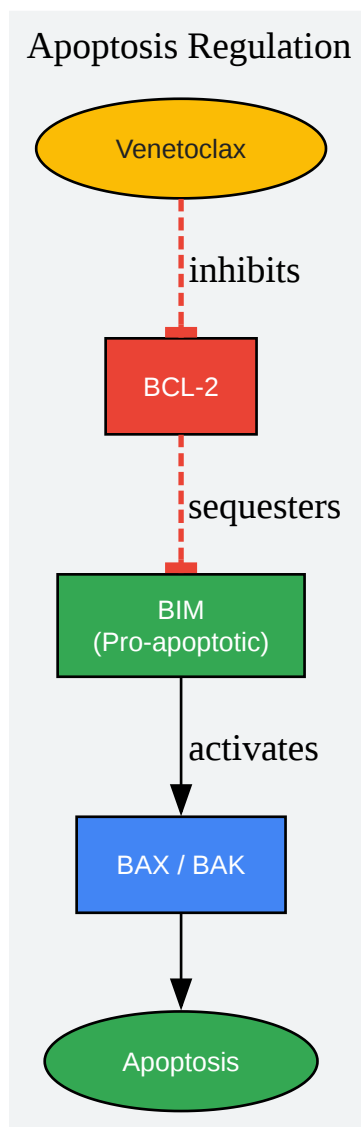 Apoptosis Regulation
Venetoclax
inhibits
BCL-2
sequesters
BIM
(Pro-apoptotic)
activates
BAX / BAK
Apoptosis